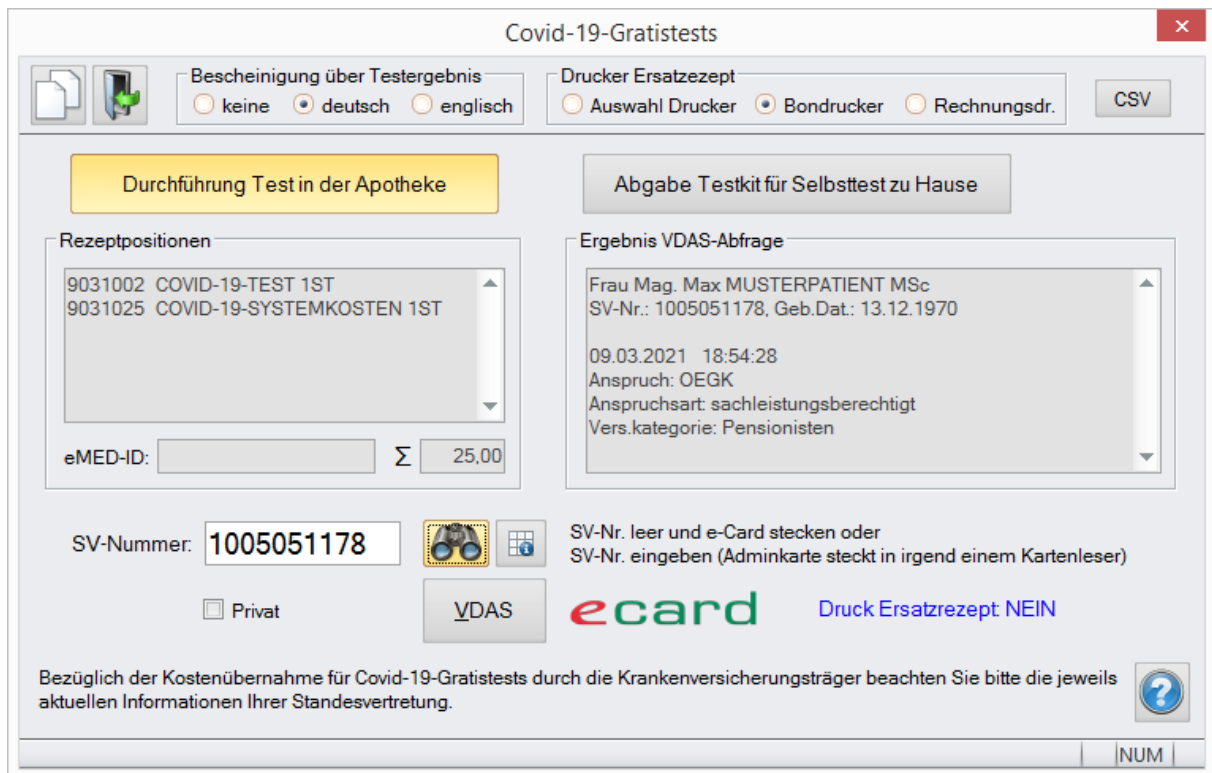 Covid-19-Gratistests
Bescheinigung über Testergebnis
keine deutsch englisch
Drucker Ersatzezept
Auswahl Drucker Bondrucker Rechnungsdr.
CSV
Durchführung Test in der Apotheke
Abgabe Testkit für Selbsttest zu Hause
Rezeptpositionen
9031002 COVID-19-TEST 1ST
9031025 COVID-19-SYSTEMKOSTEN 1ST
eMED-ID: Σ 25,00
Ergebnis VDAS-Abfrage
Frau Mag. Max MUSTERPATIENT MSc
SV-Nr.: 1005051178, Geb.Dat.: 13.12.1970
09.03.2021 18:54:28
Anspruch: OEGK
Anspruchsart: sachleistungsberechtigt
Vers.kategorie: Pensionisten
SV-Nummer: 1005051178
SV-Nr. leer und e-Card stecken oder
SV-Nr. eingeben (Adminkarte steckt in irgend einem Kartenleser)
Privat
VDAS
ecard
Druck Ersatzrezept: NEIN
Bezüglich der Kostenübernahme für Covid-19-Gratistests durch die Krankenversicherungsträger beachten Sie bitte die jeweils
aktuellen Informationen Ihrer Standesvertretung.
NUM